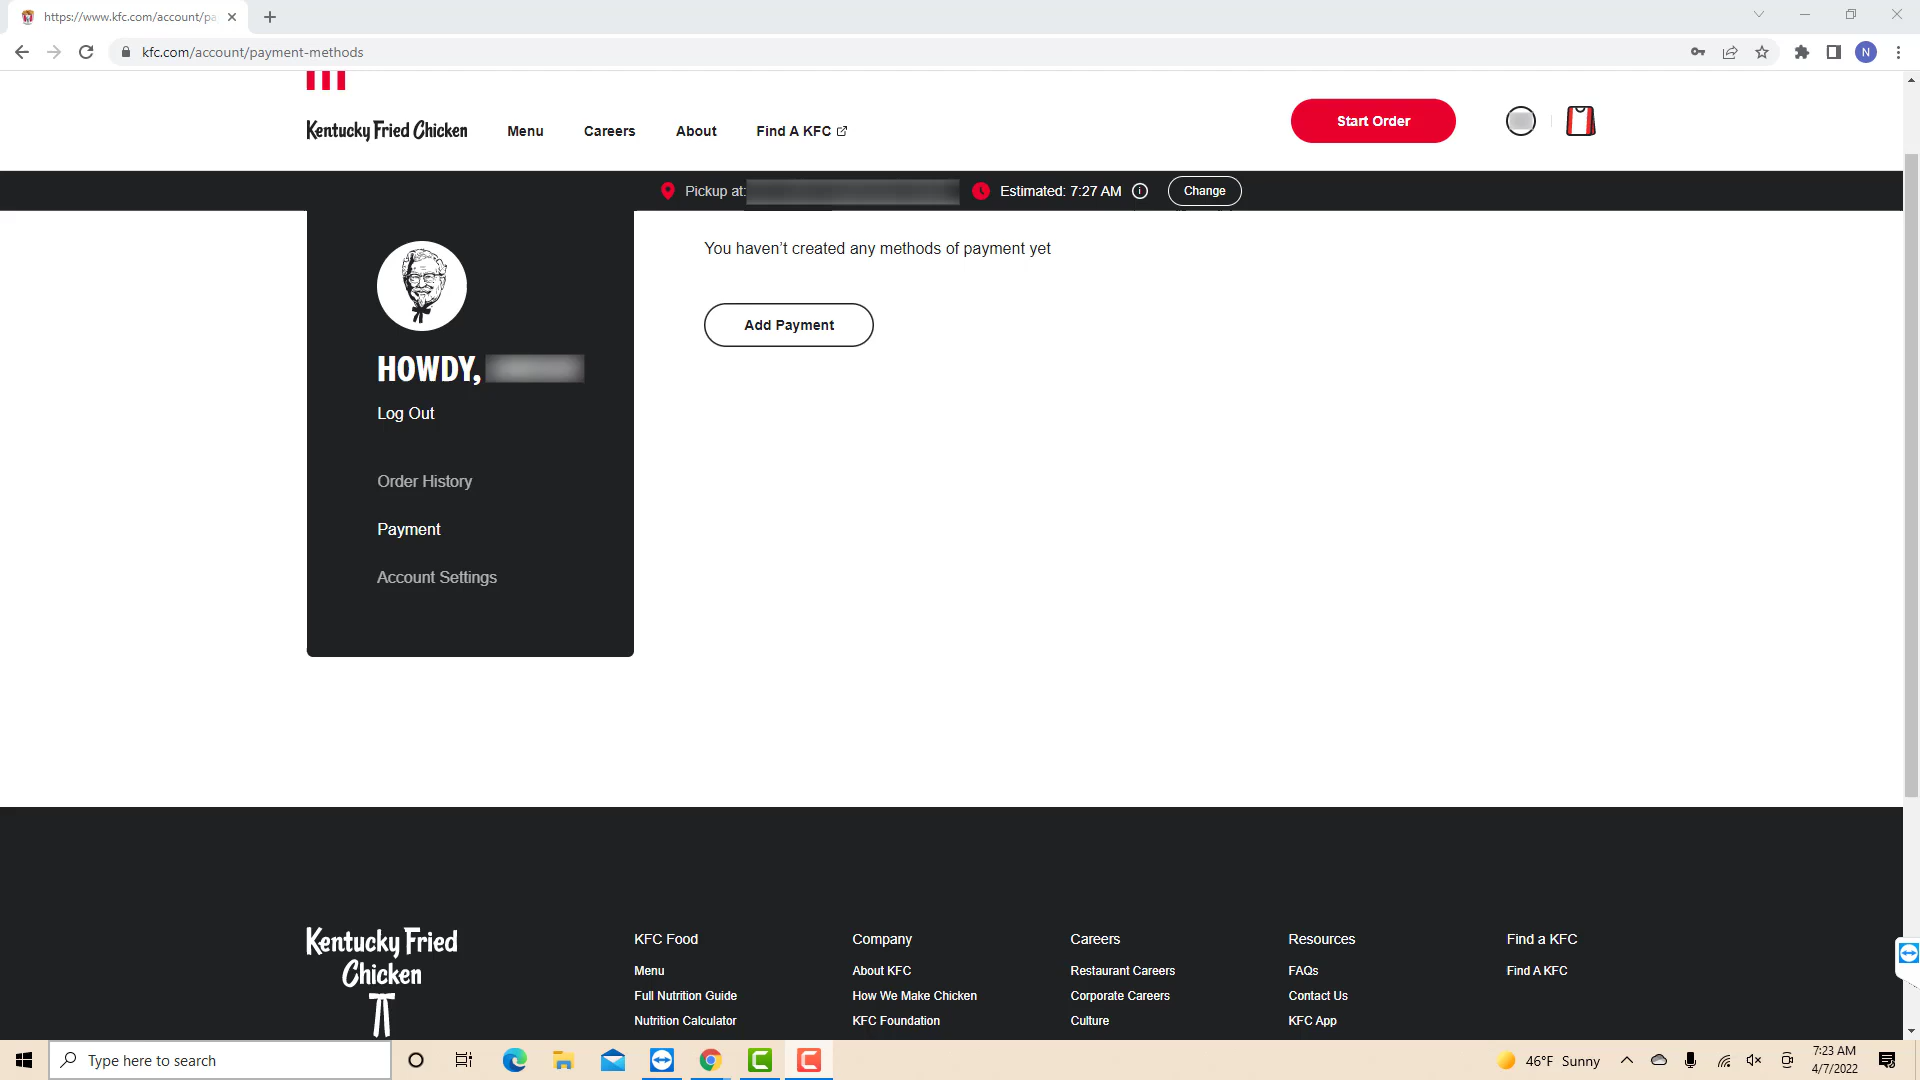 https://www.kfc.com/account/pa
kfc.com/account/payment-methods
N
Kentucky Fried Chicken
Menu
Careers
About
Find A KFC
Start Order
Pickup at:
Estimated: 7:27 AM
Change
You haven’t created any methods of payment yet
Add Payment
HOWDY,
Log Out
Order History
Payment
Account Settings
Kentucky Fried
Chicken
KFC Food
Menu
Full Nutrition Guide
Nutrition Calculator
Company
About KFC
How We Make Chicken
KFC Foundation
Careers
Restaurant Careers
Corporate Careers
Culture
Resources
FAQs
Contact Us
KFC App
Find a KFC
Find A KFC
Type here to search
46°F Sunny
7:23 AM
4/7/2022